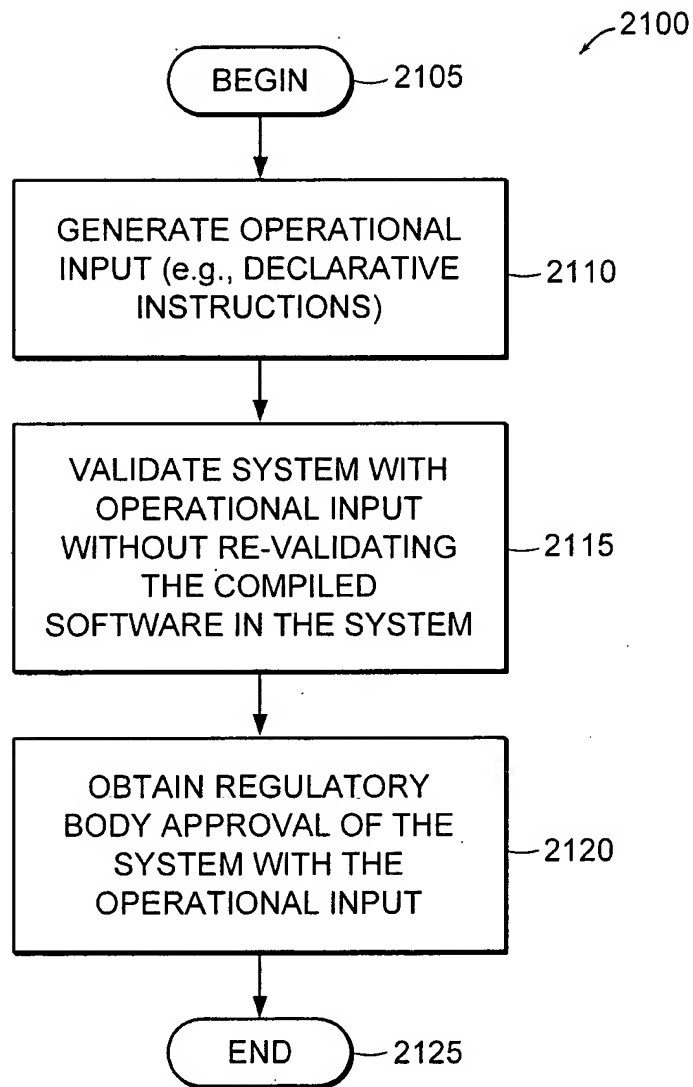 2100
BEGIN
2105
GENERATE OPERATIONAL
INPUT (e.g., DECLARATIVE
INSTRUCTIONS)
2110
VALIDATE SYSTEM WITH
OPERATIONAL INPUT
WITHOUT RE-VALIDATING
THE COMPILED
SOFTWARE IN THE SYSTEM
2115
OBTAIN REGULATORY
BODY APPROVAL OF THE
SYSTEM WITH THE
OPERATIONAL INPUT
2120
END
2125